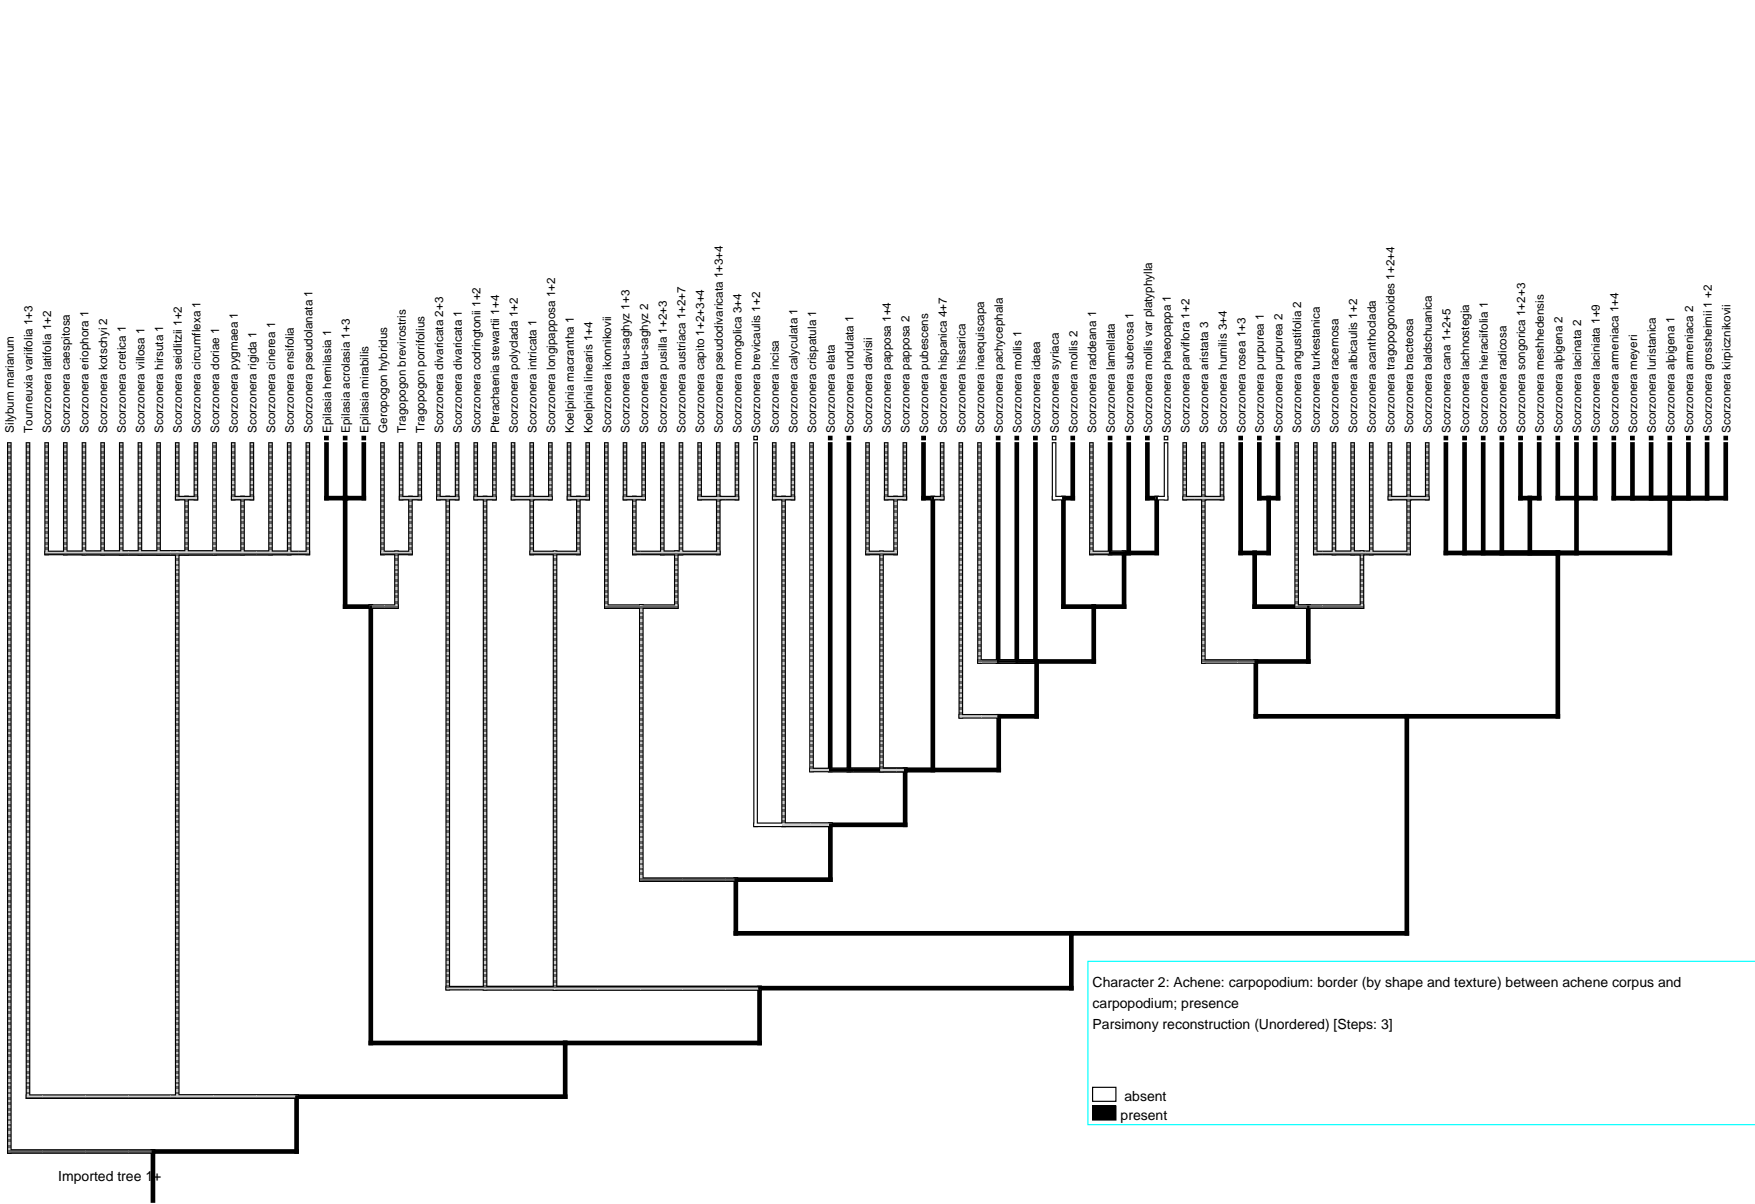 Silybum marianum
Tourneuxia variifolia 1+3
Scorzonera latifolia 1+2
Scorzonera caespitosa
Scorzonera eriophora 1
Scorzonera kotschyi 2
Scorzonera cretica 1
Scorzonera villosa 1
Scorzonera hirsuta 1
Scorzonera seidlitzii 1+2
Scorzonera circumflexa 1
Scorzonera doriae 1
Scorzonera pygmaea 1
Scorzonera rigida 1
Scorzonera cinerea 1
Scorzonera ensifolia
Scorzonera pseudolanata 1
Epilasia hemilasia 1
Epilasia acrolasia 1+3
Epilasia mirabilis
Geropogon hybridus
Tragopogon brevirostris
Tragopogon porrifolius
Scorzonera divaricata 2+3
Scorzonera divaricata 1
Scorzonera codringtonii 1+2
Pterachaenia stewartii 1+4
Scorzonera polyclada 1+2
Scorzonera intricata 1
Scorzonera longipapposa 1+2
Koelpinia macrantha 1
Koelpinia linearis 1+4
Scorzonera ikonnikovii
Scorzonera tau-saghyz 1+3
Scorzonera tau-saghyz 2
Scorzonera pusilla 1+2+3
Scorzonera austriaca 1+2+7
Scorzonera capito 1+2+3+4
Scorzonera pseudodivaricata 1+3+4
Scorzonera mongolica 3+4
Scorzonera brevicaulis 1+2
Scorzonera incisa
Scorzonera calyculata 1
Scorzonera crispatula 1
Scorzonera elata
Scorzonera undulata 1
Scorzonera davisii
Scorzonera papposa 1+4
Scorzonera papposa 2
Scorzonera pubescens
Scorzonera hispanica 4+7
Scorzonera hissarica
Scorzonera inaequiscapa
Scorzonera pachycephala
Scorzonera mollis 1
Scorzonera idaea
Scorzonera syriaca
Scorzonera mollis 2
Scorzonera raddeana 1
Scorzonera lamellata
Scorzonera suberosa 1
Scorzonera mollis var platyphylla
Scorzonera phaeopappa 1
Scorzonera parviflora 1+2
Scorzonera aristata 3
Scorzonera humilis 3+4
Scorzonera rosea 1+3
Scorzonera purpurea 1
Scorzonera purpurea 2
Scorzonera angustifolia 2
Scorzonera turkestanica
Scorzonera racemosa
Scorzonera albicaulis 1+2
Scorzonera acanthoclada
Scorzonera tragopogonoides 1+2+4
Scorzonera bracteosa
Scorzonera baldschuanica
Scorzonera cana 1+2+5
Scorzonera lachnostegia
Scorzonera hieraciifolia 1
Scorzonera radicosa
Scorzonera songorica 1+2+3
Scorzonera meshhedensis
Scorzonera alpigena 2
Scorzonera laciniata 2
Scorzonera laciniata 1+9
Scorzonera armeniaca 1+4
Scorzonera meyeri
Scorzonera luristanica
Scorzonera alpigena 1
Scorzonera armeniaca 2
Scorzonera grossheimii 1 +2
Scorzonera kirpicznikovii
Character 2: Achene: carpopodium: border (by shape and texture) between achene corpus and
carpopodium; presence
Parsimony reconstruction (Unordered) [Steps: 3]
absent
present
Imported tree 1+